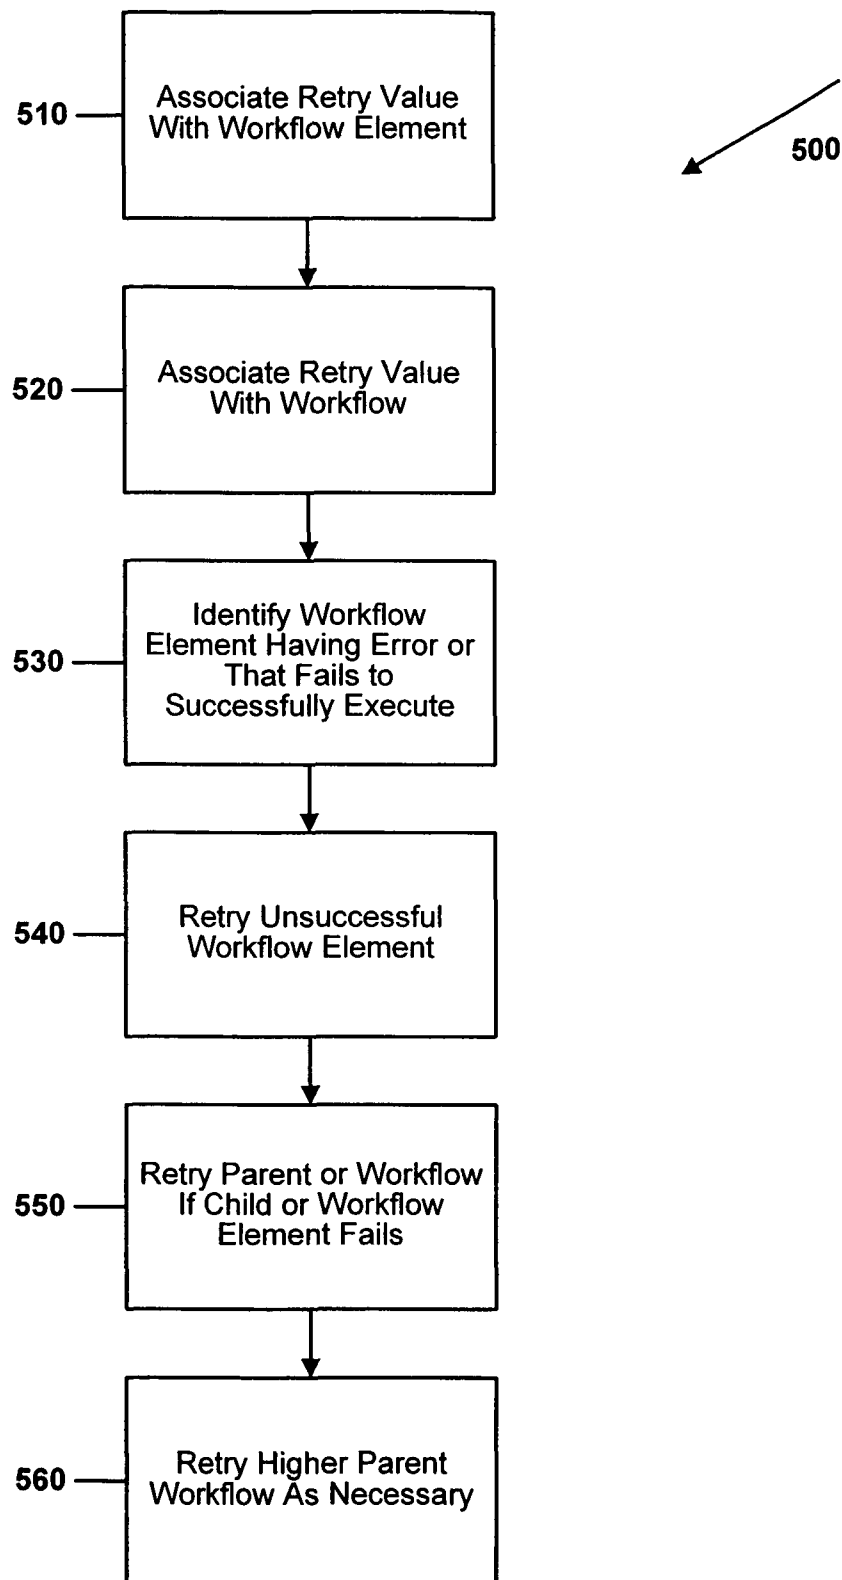 510
Associate Retry Value
With Workflow Element
500
520
Associate Retry Value
With Workflow
530
Identify Workflow
Element Having Error or
That Fails to
Successfully Execute
540
Retry Unsuccessful
Workflow Element
550
Retry Parent or Workflow
If Child or Workflow
Element Fails
560
Retry Higher Parent
Workflow As Necessary